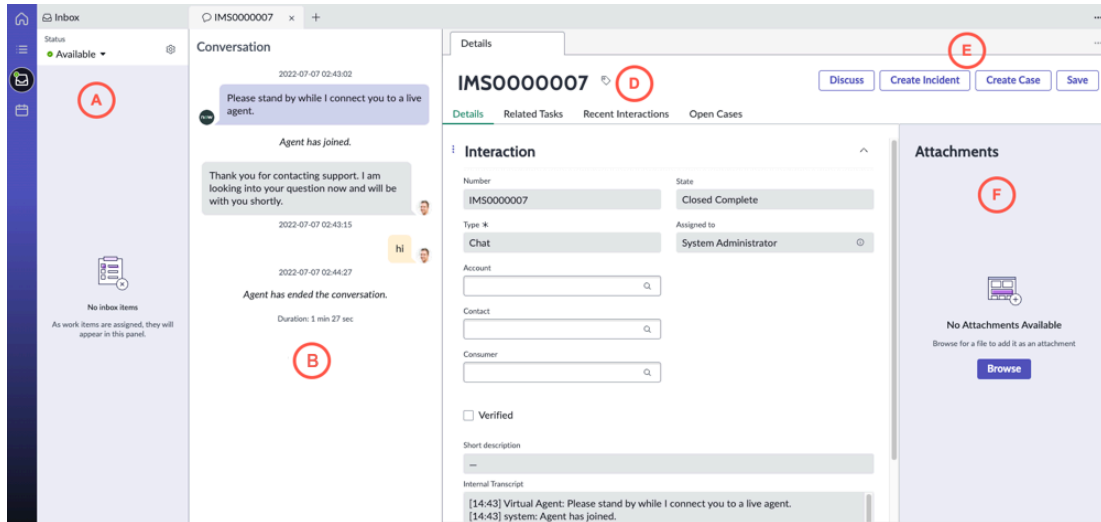 Inbox
IMS0000007 × +
Status
Available
A
No inbox items
As work items are assigned, they will
appear in this panel.
Conversation
2022-07-07 02:43:02
Please stand by while I connect you to a live
agent.
now
Agent has joined.
Thank you for contacting support. I am
looking into your question now and will be
with you shortly.
2022-07-07 02:43:15
hi
2022-07-07 02:44:27
Agent has ended the conversation.
Duration: 1 min 27 sec
B
Details
E
IMS0000007
D
Discuss
Create Incident
Create Case
Save
Details
Related Tasks
Recent Interactions
Open Cases
Interaction
Number
IMS0000007
State
Closed Complete
Type *
Chat
Assigned to
System Administrator
Account
Contact
Consumer
Verified
Short description
—
Internal Transcript
[14:43] Virtual Agent: Please stand by while I connect you to a live agent.
[14:43] system: Agent has joined.
Attachments
F
No Attachments Available
Browse for a file to add it as an attachment
Browse